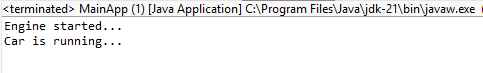 <terminated> MainApp (1) [Java Application] C:\Program Files\Java\jdk-21\bin\javaw.exe
Engine started...
Car is running...